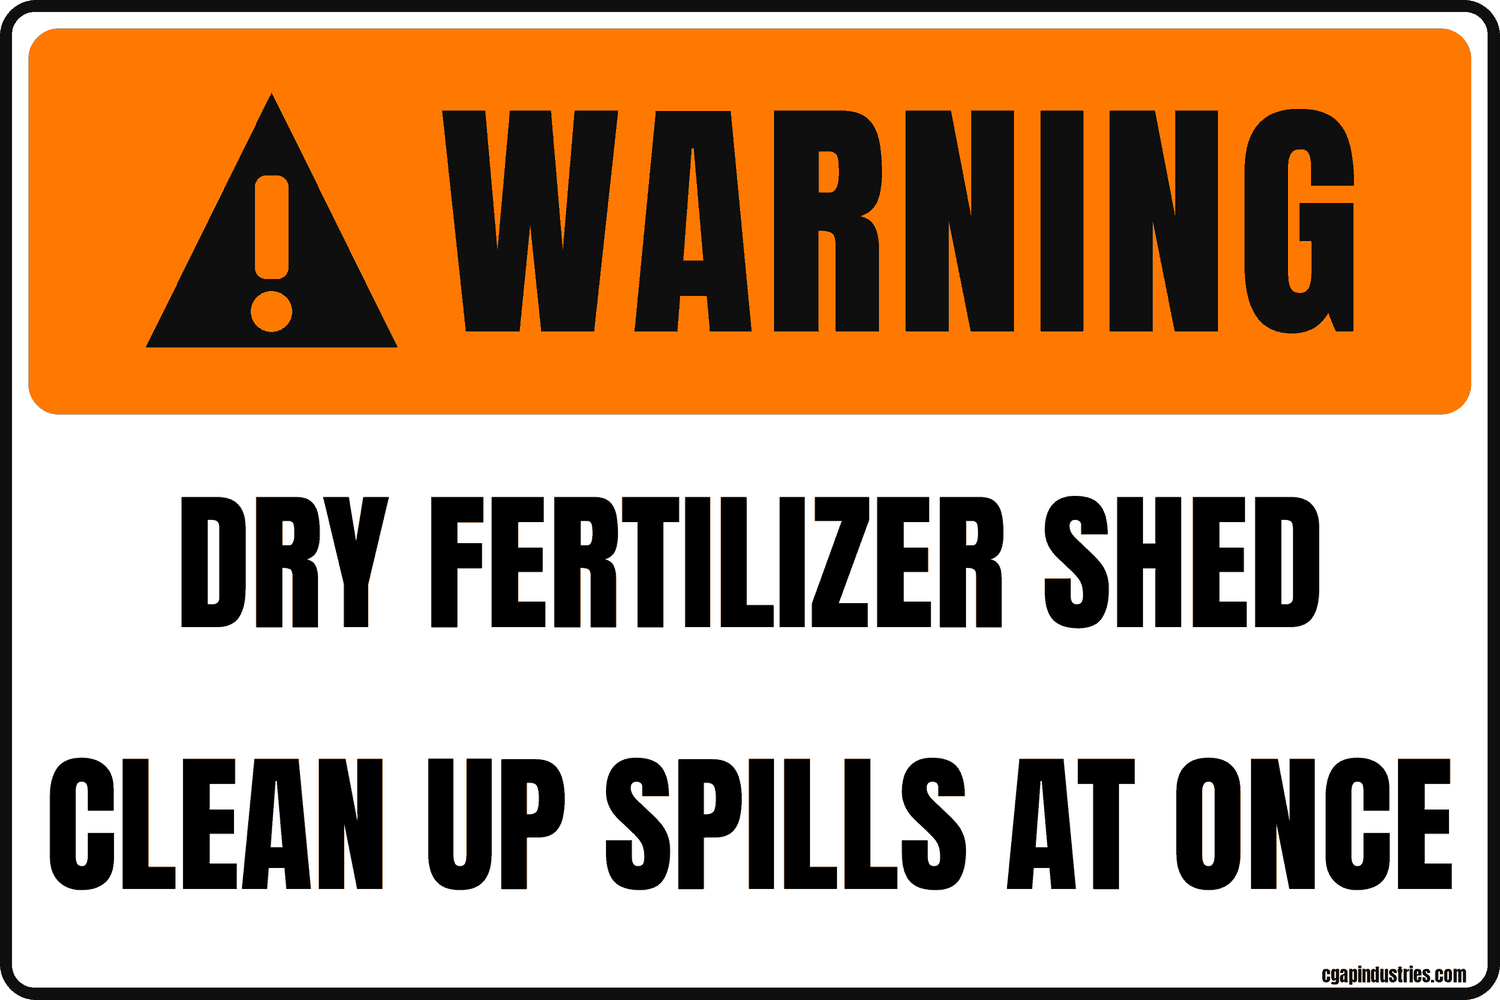 WARNING
DRY FERTILIZER SHED
CLEAN UP SPILLS AT ONCE
cgapindustries.com